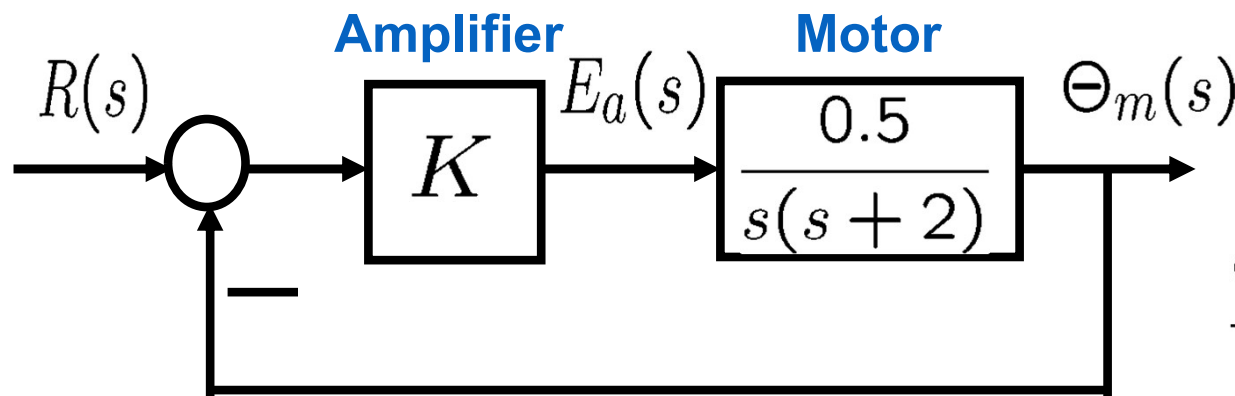 Amplifier Motor
R(s) E_a(s) Θ_m(s)
K
0.5
s(s + 2)
—